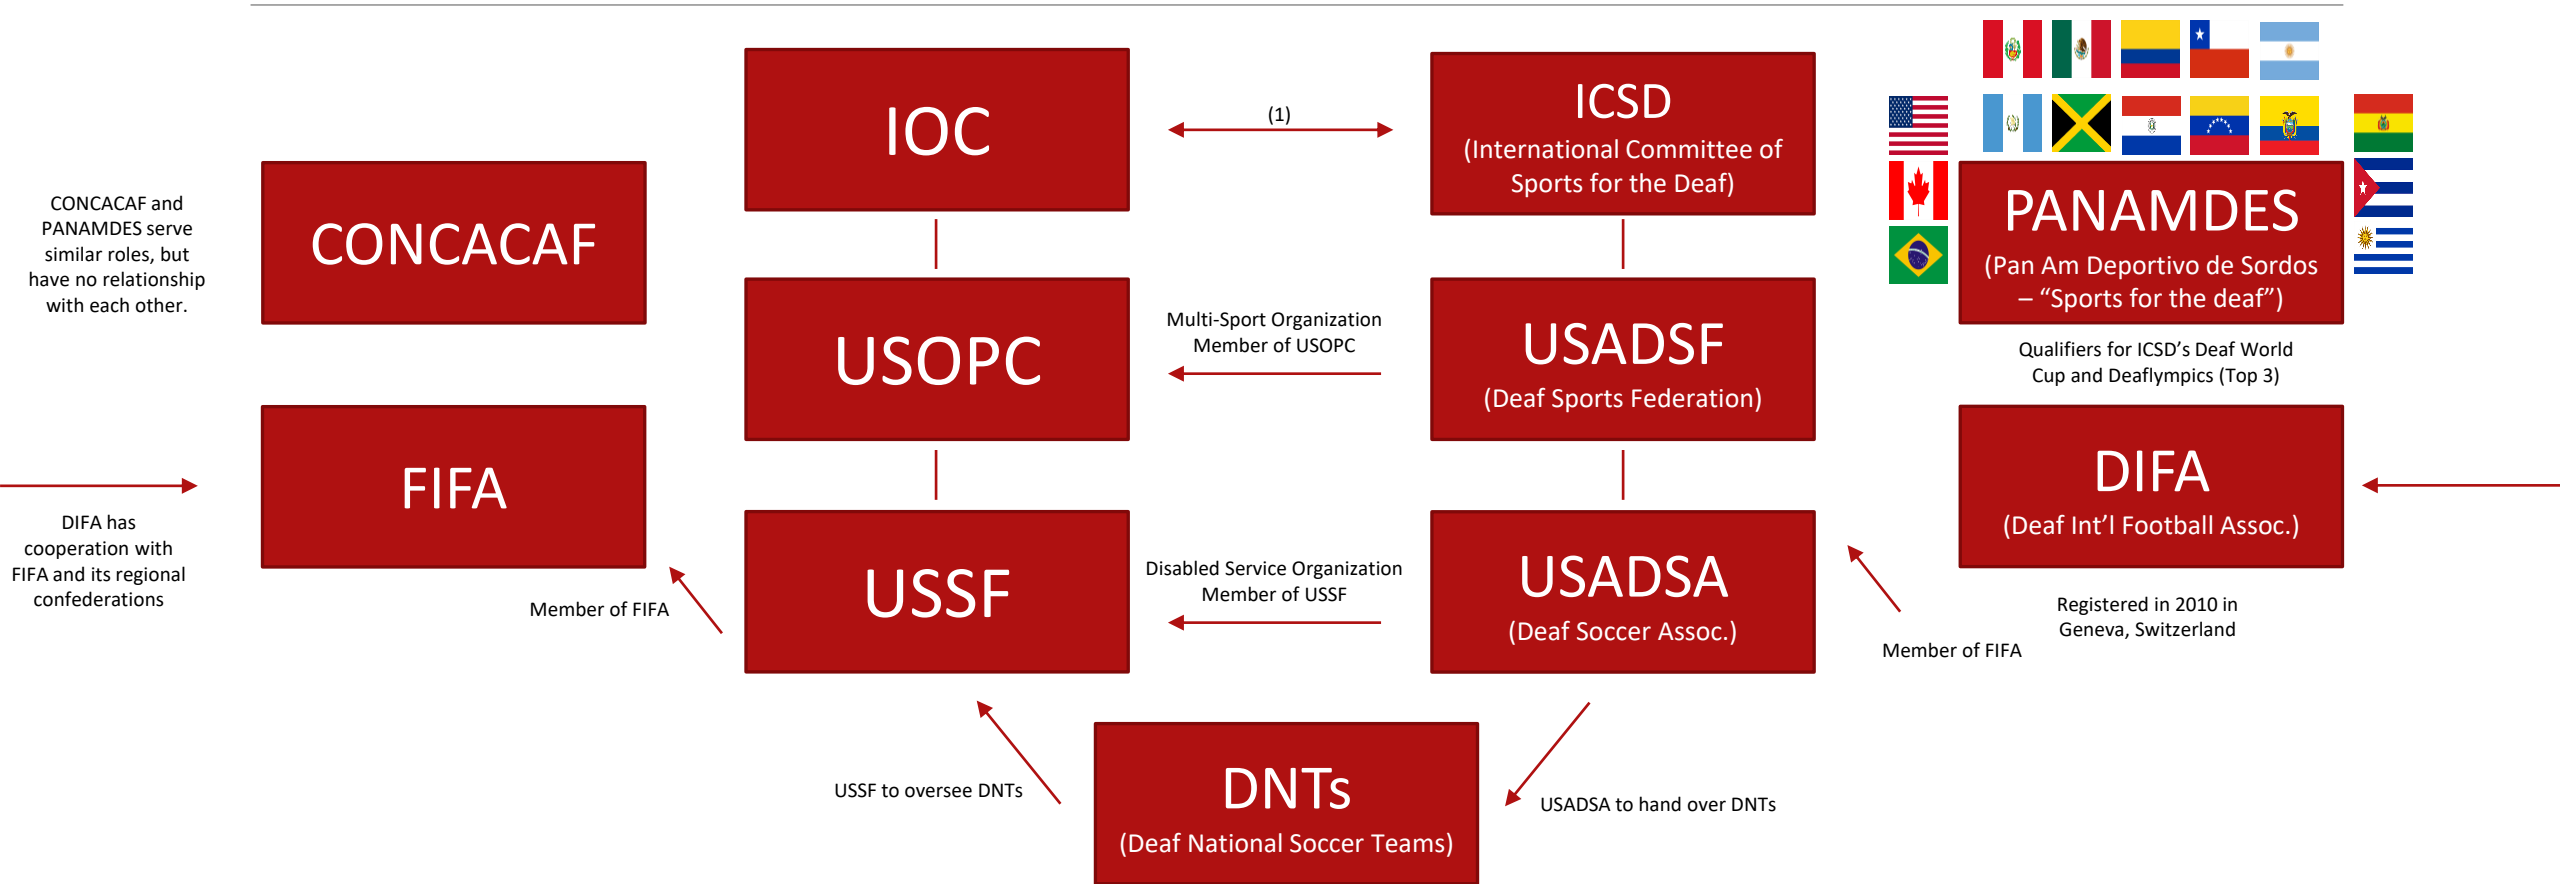 CONCACAF and
PANAMDES serve
similar roles, but
have no relationship
with each other.
CONCACAF
FIFA
DIFA has
cooperation with
FIFA and its regional
confederations
Member of FIFA
IOC
USOPC
USSF
(1)
Multi-Sport Organization
Member of USOPC
Disabled Service Organization
Member of USSF
ICSD
(International Committee of
Sports for the Deaf)
USADSF
(Deaf Sports Federation)
USADSA
(Deaf Soccer Assoc.)
PANAMDES
(Pan Am Deportivo de Sordos
– “Sports for the deaf”)
Qualifiers for ICSD’s Deaf World
Cup and Deaflympics (Top 3)
DIFA
(Deaf Int’l Football Assoc.)
Registered in 2010 in
Geneva, Switzerland
Member of FIFA
USSF to oversee DNTs
DNTs
(Deaf National Soccer Teams)
USADSA to hand over DNTs